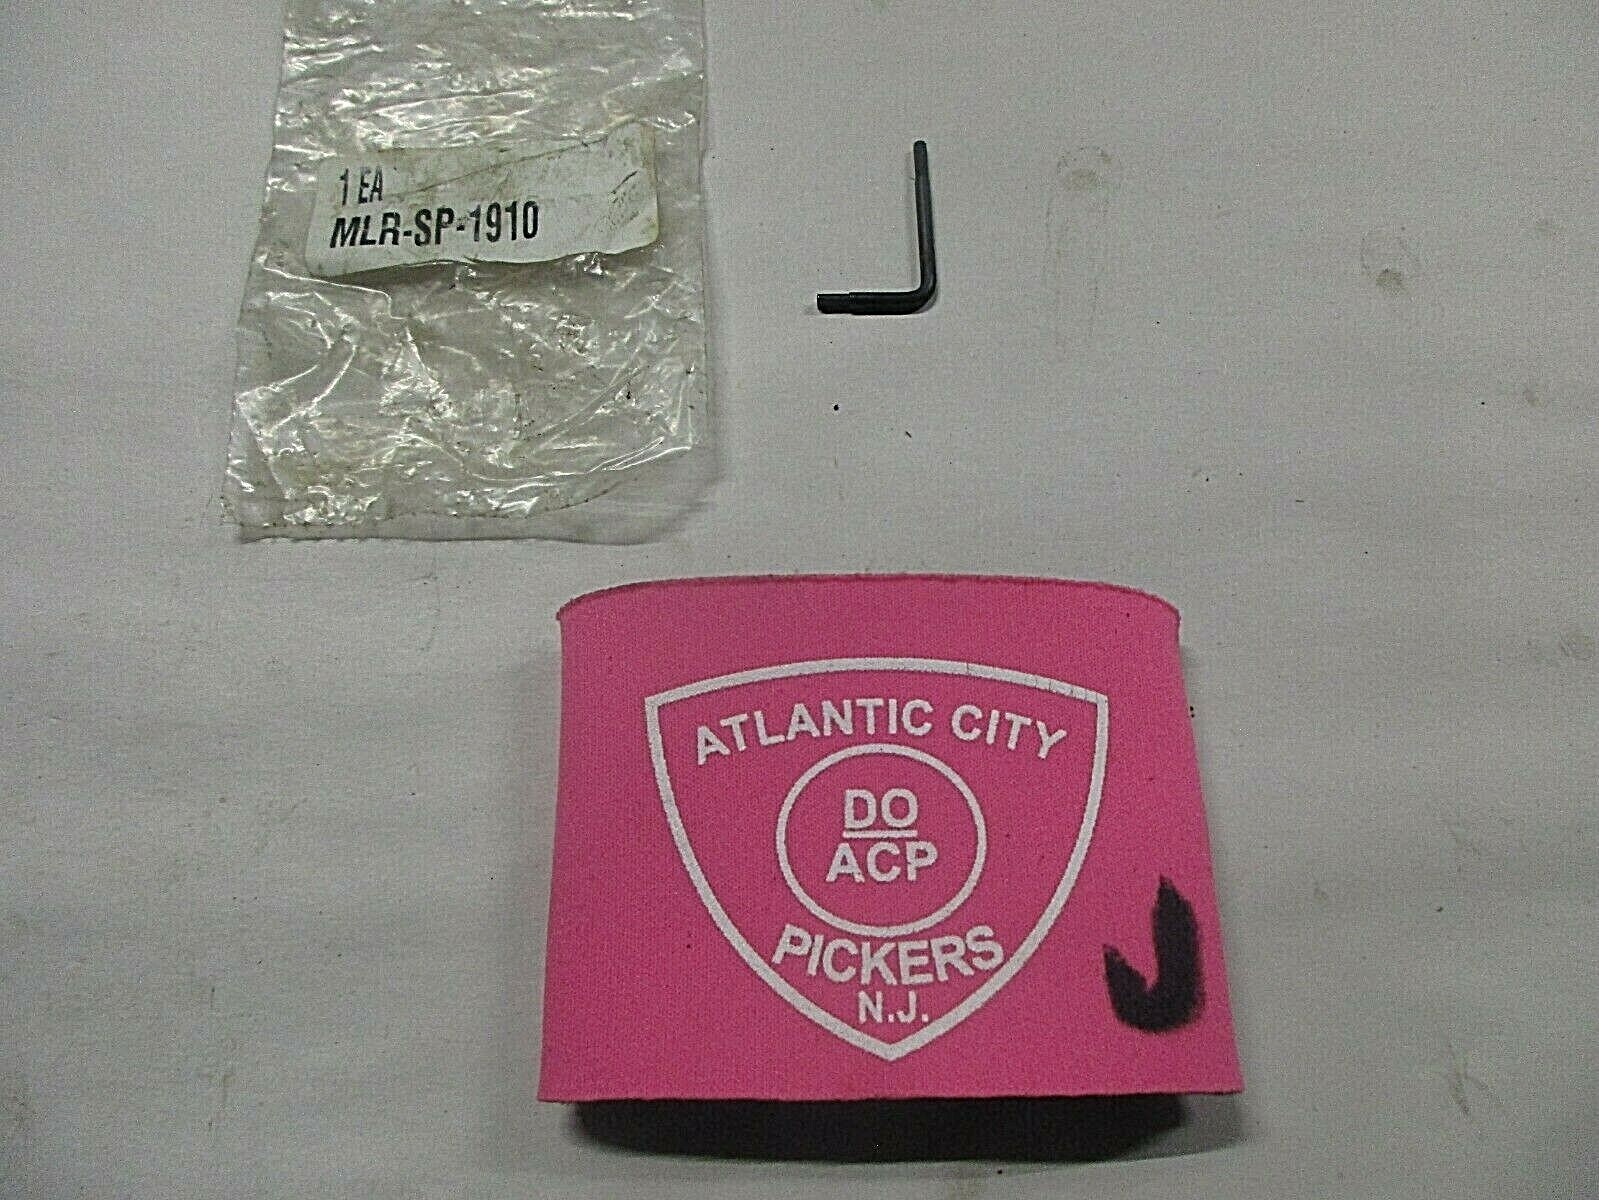 1 EA
MLR-SP-1910
ATLANTIC CITY
DO
ACP
PICKERS
N.J.
J